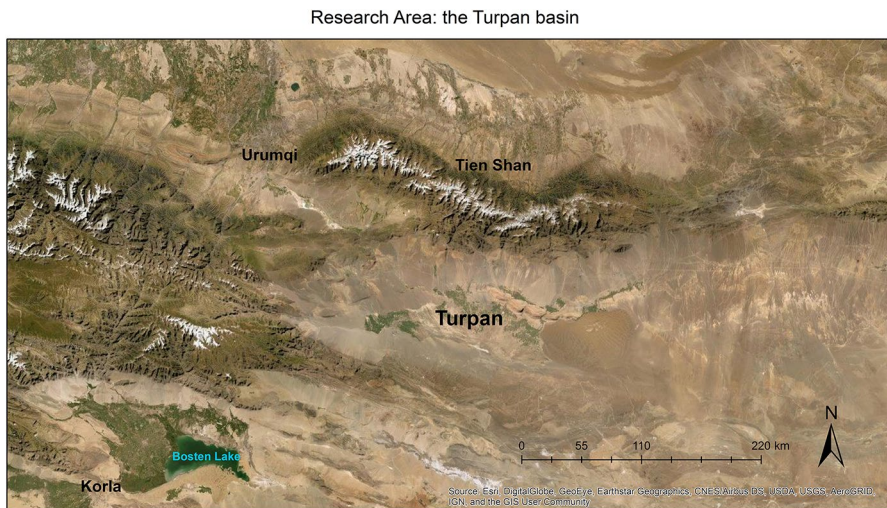 Research Area: the Turpan basin
Urumqi
Tien Shan
Turpan
N
0 55 110 220 km
Bosten Lake
Korla
Source: Esri, DigitalGlobe, GeoEye, Earthstar Geographics, CNES/Airbus DS, USDA, USGS, AeroGRID,
IGN, and the GIS User Community